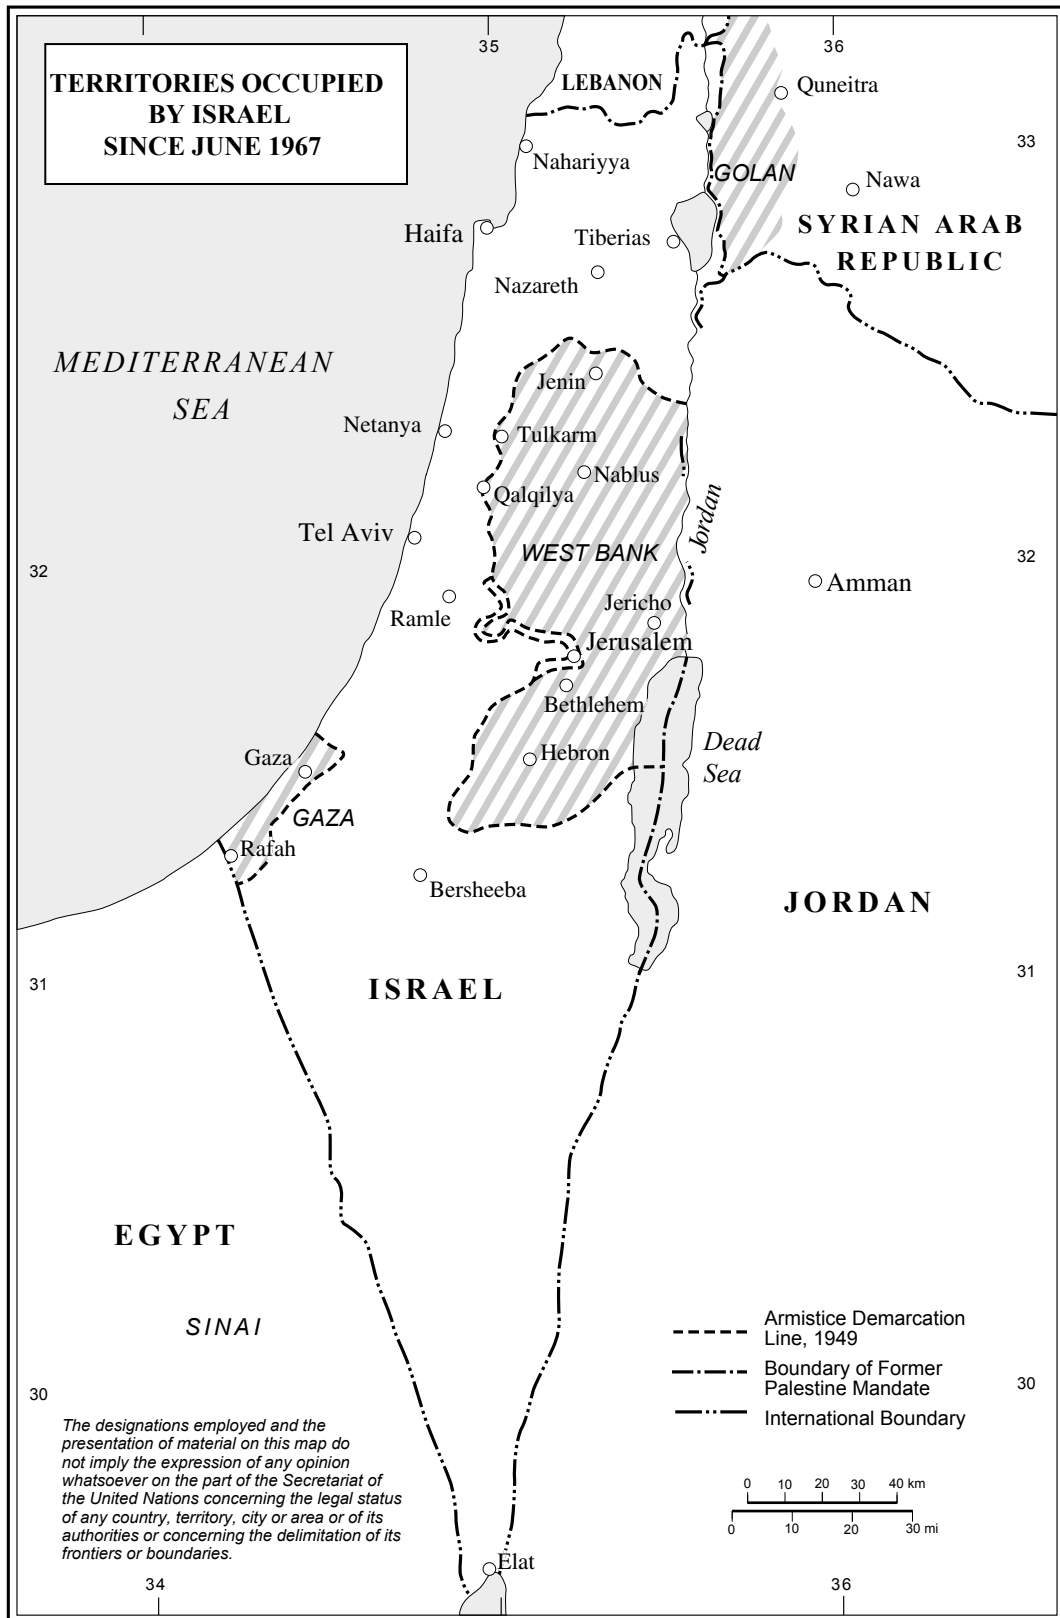 35
36
TERRITORIES OCCUPIED
BY ISRAEL
SINCE JUNE 1967
LEBANON
Quneitra
33
Nahariyya
GOLAN
Nawa
Haifa
Tiberias
SYRIAN ARAB
REPUBLIC
Nazareth
MEDITERRANEAN
SEA
Jenin
Netanya
Tulkarm
Nablus
Qalqilya
Jordan
Tel Aviv
WEST BANK
32
32
Amman
Ramle
Jericho
Jerusalem
Bethlehem
Dead
Sea
Hebron
Gaza
GAZA
Rafah
Bersheeba
JORDAN
31
31
ISRAEL
EGYPT
SINAI
Armistice Demarcation
Line, 1949
Boundary of Former
Palestine Mandate
International Boundary
30
30
The designations employed and the
presentation of material on this map do
not imply the expression of any opinion
whatsoever on the part of the Secretariat of
the United Nations concerning the legal status
of any country, territory, city or area or of its
authorities or concerning the delimitation of its
frontiers or boundaries.
0 10 20 30 40 km
0 10 20 30 mi
Elat
34
36